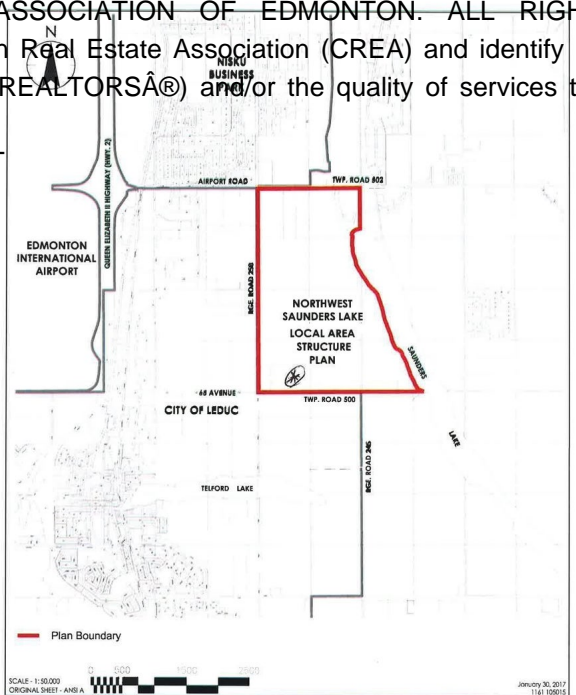 ASSOCIATION OF EDMONTON. ALL RIGH
n Real Estate Association (CREA) and identify
REALTORSÂ®) and/or the quality of services t
N
NISKU
BUSINESS
PARK
AIRPORT ROAD
TWP. ROAD 502
QUEEN ELIZABETH II HIGHWAY (HWY. 2)
EDMONTON
INTERNATIONAL
AIRPORT
RGE. ROAD 250
NORTHWEST
SAUNDERS LAKE
LOCAL AREA
STRUCTURE
PLAN
SAUNDERS
LAKE
65 AVENUE
TWP. ROAD 500
CITY OF LEDUC
RGE. ROAD 245
TELFORD LAKE
Plan Boundary
0 500 1500 2500
SCALE - 1:50,000
ORIGINAL SHEET - ANSI A
January 30, 2017
1161 105015